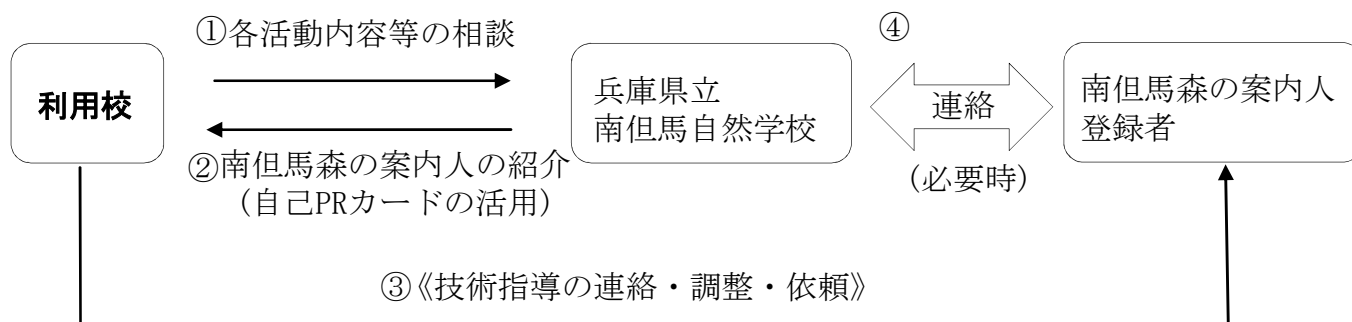 ①各活動内容等の相談
④
利用校
兵庫県立
南但馬自然学校
連絡
南但馬森の案内人
登録者
②南但馬森の案内人の紹介
（自己PRカードの活用）
(必要時)
③《技術指導の連絡・調整・依頼》